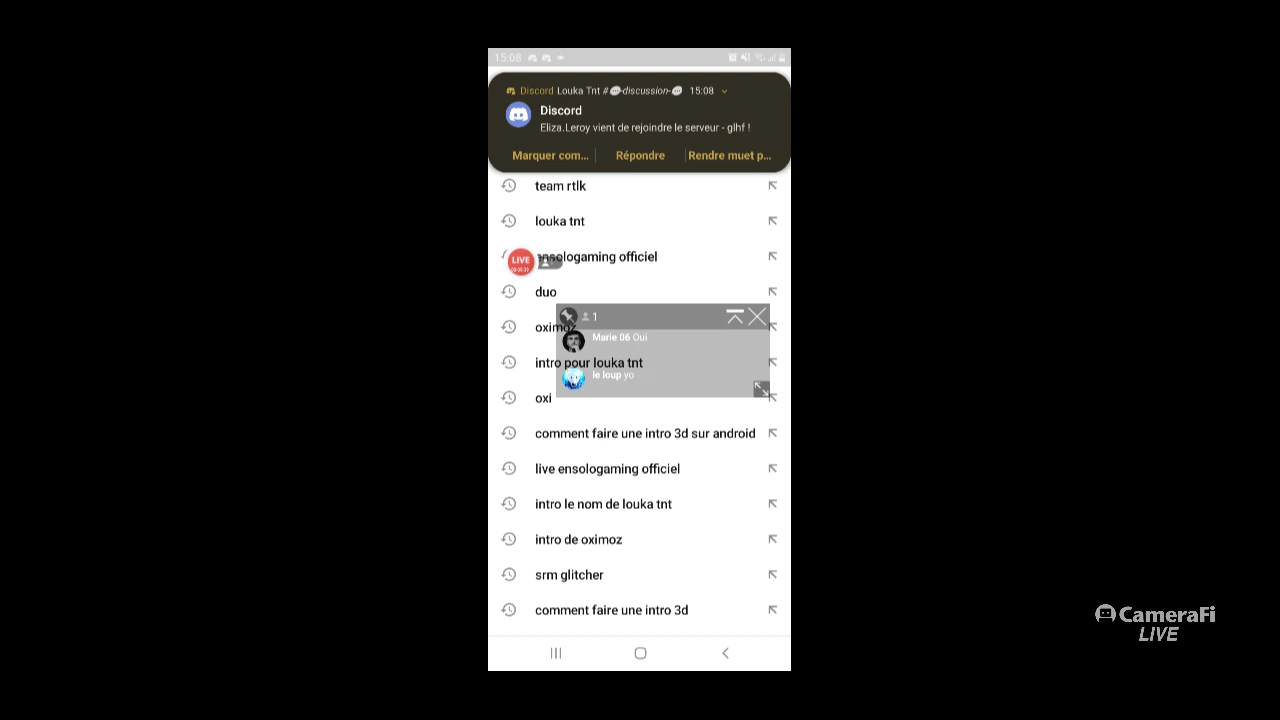 15:08
Discord Louka Tnt #💬-discussion-💬 15:08
Discord
Eliza.Leroy vient de rejoindre le serveur - glhf !
Marquer com... Répondre Rendre muet p...
team rtlk
louka tnt
ensologaming officiel
LIVE
duo
1
oximoz
Marie 06 Oui
intro pour louka tnt
le loup yo
oxi
comment faire une intro 3d sur android
live ensologaming officiel
intro le nom de louka tnt
intro de oximoz
srm glitcher
comment faire une intro 3d
CameraFi
LIVE